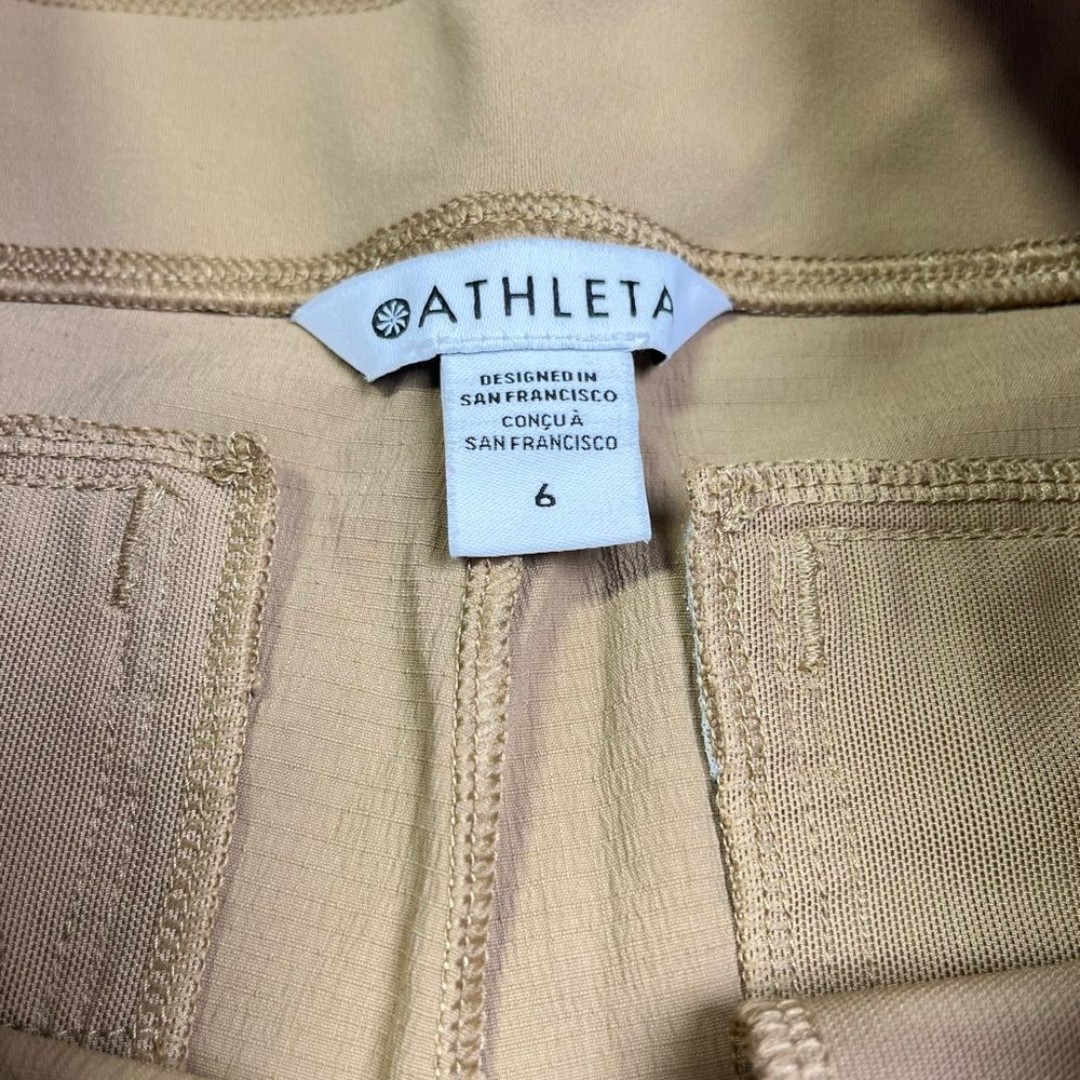 ATHLETA
DESIGNED IN
SAN FRANCISCO
CONÇU À
SAN FRANCISCO
6